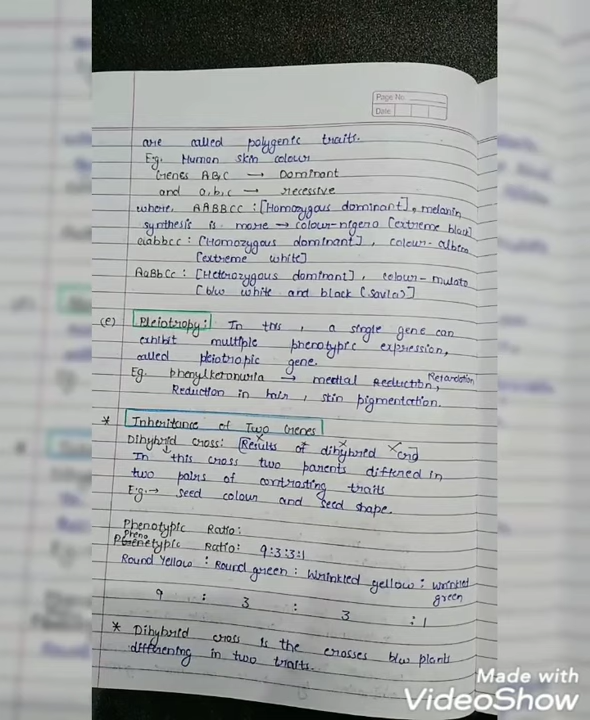 Page No.
Date
are called polygenic traits.
Eg. Human skin colour
Genes A,B,C → Dominant
and a,b,c → recessive
where, AABBCC : [Homozygous dominant], melanin
synthesis is more → colour-nigero [extreme black]
aabbcc : [Homozygous dominant], colour-albino
[extreme white]
AaBbCc : [Heterozygous dominant], colour-mulato
[b/w white and black (savla)]
(e) Pleiotropy: In this, a single gene can
exhibit multiple phenotypic expression,
called pleiotropic gene.
Eg. phenylketonuria → mental Reduction, Retardation
Reduction in hair, skin pigmentation.
* Inheritance of Two Genes
Dihybrid cross: [Results of dihybrid
In this cross two parents differed in
two pairs of contrasting traits
E.g. → seed colour and seed shape.
Phenotypic Ratio:
Pheno
typic Ratio: 9:3:3:1
Round Yellow : Round green : Wrinkled yellow : wrinkled
green
9 : 3 : 3 : 1
* Dihybrid cross is the crosses b/w plants
differening in two traits.
Made with
VideoShow